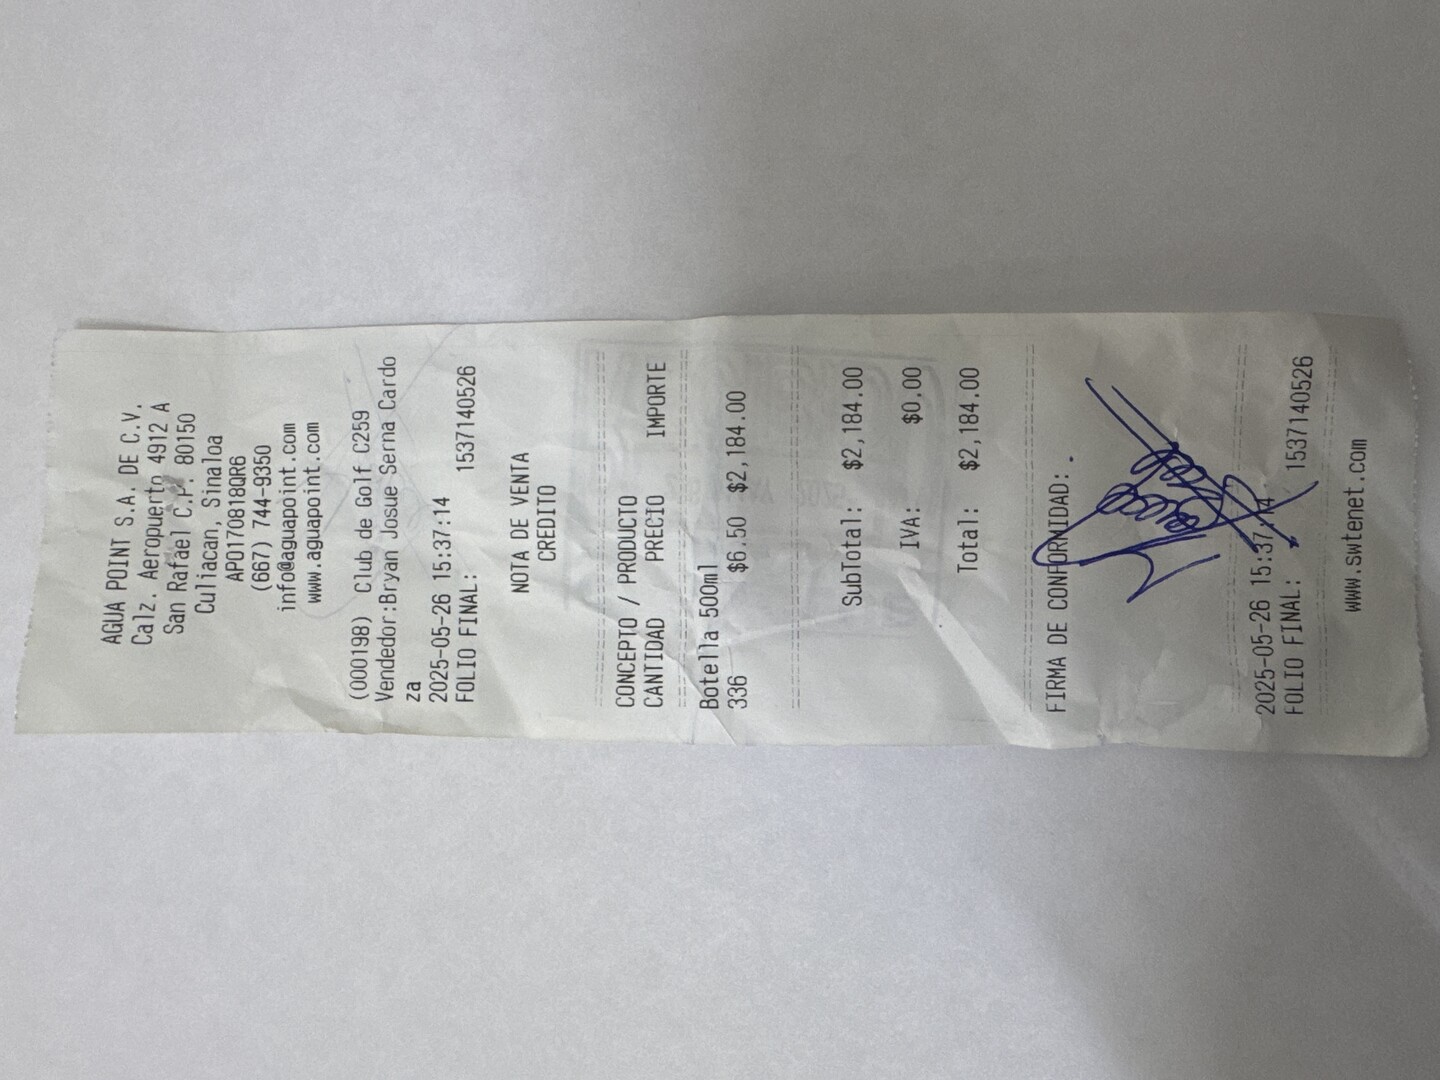 AGUA POINT S.A. DE C.V.
Calz. Aeropuerto 4912 A
San Rafael C.P. 80150
Culiacan, Sinaloa
APO170818QR6
(667) 744-9350
info@aguapoint.com
www.aguapoint.com
(000198) Club de Golf C259
Vendedor:Bryan Josue Serna Cardo
za
2025-05-26 15:37:14
FOLIO FINAL: 1537140526
NOTA DE VENTA
CREDITO
CONCEPTO / PRODUCTO
CANTIDAD PRECIO IMPORTE
Botella 500ml
336 $6.50 $2,184.00
SubTotal: $2,184.00
IVA: $0.00
Total: $2,184.00
FIRMA DE CONFORNIDAD:
2025-05-26 15:37:14
FOLIO FINAL: 1537140526
www.swtenet.com